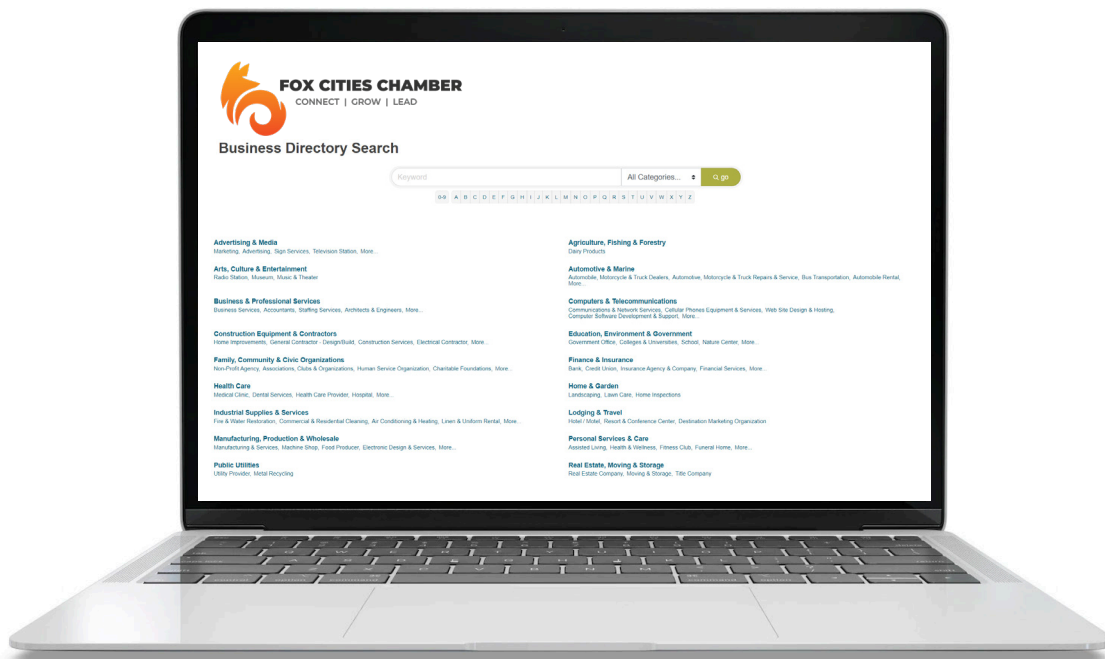 FOX CITIES CHAMBER
CONNECT | GROW | LEAD
Business Directory Search
Keyword
All Categories...
go
0-9 A B C D E F G H I J K L M N O P Q R S T U V W X Y Z
Advertising & Media
Marketing, Advertising, Sign Services, Television Station, More...
Agriculture, Fishing & Forestry
Dairy Products
Arts, Culture & Entertainment
Radio Station, Museum, Music & Theater
Automotive & Marine
Automobile, Motorcycle & Truck Dealers, Automotive, Motorcycle & Truck Repairs & Service, Bus Transportation, Automobile Rental,
More...
Business & Professional Services
Business Services, Accountants, Staffing Services, Architects & Engineers, More...
Computers & Telecommunications
Communications & Network Services, Cellular Phones Equipment & Services, Web Site Design & Hosting,
Computer Software Development & Support, More...
Construction Equipment & Contractors
Home Improvements, General Contractor - Design/Build, Construction Services, Electrical Contractor, More...
Education, Environment & Government
Government Office, Colleges & Universities, School, Nature Center, More...
Family, Community & Civic Organizations
Non-Profit Agency, Associations, Clubs & Organizations, Human Service Organization, Charitable Foundations, More...
Finance & Insurance
Bank, Credit Union, Insurance Agency & Company, Financial Services, More...
Health Care
Medical Clinic, Dental Services, Health Care Provider, Hospital, More...
Home & Garden
Landscaping, Lawn Care, Home Inspections
Industrial Supplies & Services
Fire & Water Restoration, Commercial & Residential Cleaning, Air Conditioning & Heating, Linen & Uniform Rental, More...
Lodging & Travel
Hotel / Motel, Resort & Conference Center, Destination Marketing Organization
Manufacturing, Production & Wholesale
Manufacturing & Services, Machine Shop, Food Producer, Electronic Design & Services, More...
Personal Services & Care
Assisted Living, Health & Wellness, Fitness Club, Funeral Home, More...
Public Utilities
Utility Provider, Metal Recycling
Real Estate, Moving & Storage
Real Estate Company, Moving & Storage, Title Company